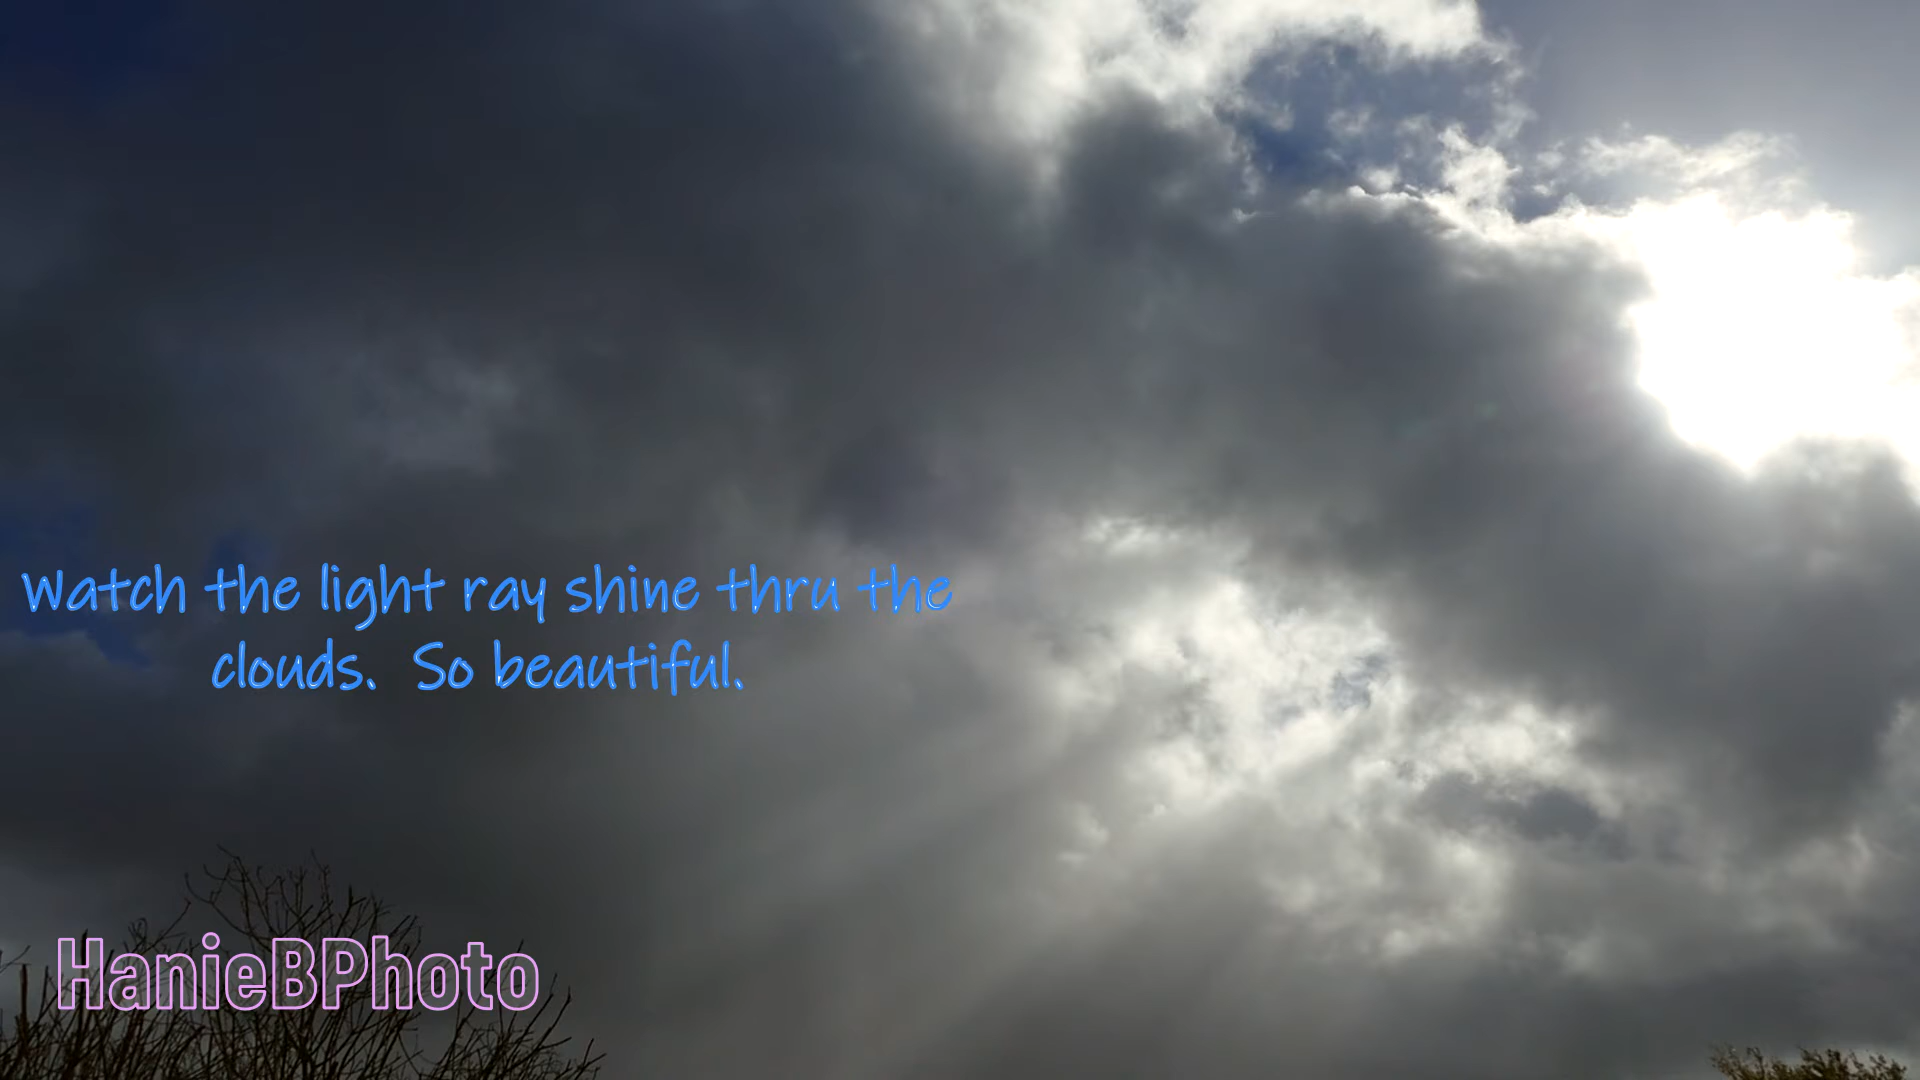 Watch the light ray shine thru the
clouds. So beautiful.
HanieBPhoto